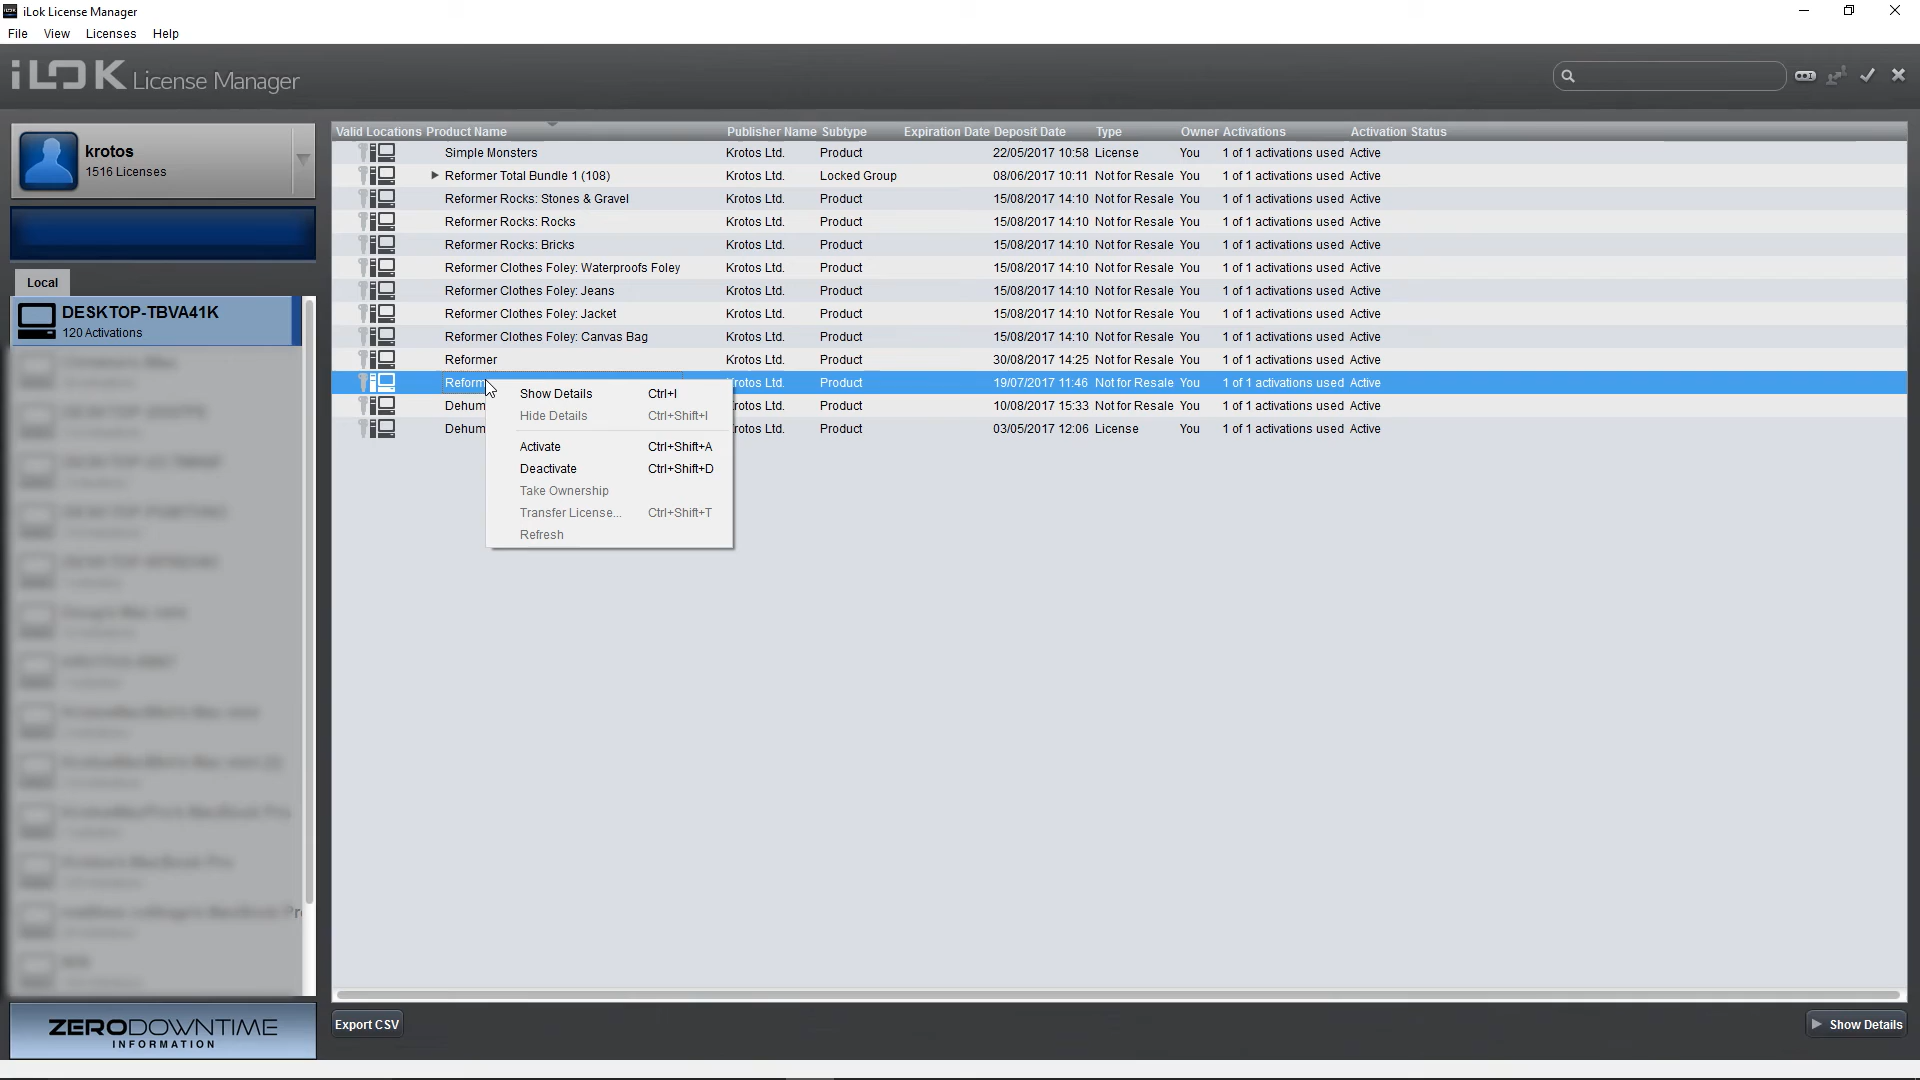 iLok License Manager
File View Licenses Help
iLOK License Manager
krotos
1516 Licenses
Local
DESKTOP-TBVA41K
120 Activations
Valid Locations Product Name Publisher Name Subtype Expiration Date Deposit Date Type Owner Activations Activation Status
Simple Monsters Krotos Ltd. Product 22/05/2017 10:58 License You 1 of 1 activations used Active
Reformer Total Bundle 1 (108) Krotos Ltd. Locked Group 08/06/2017 10:11 Not for Resale You 1 of 1 activations used Active
Reformer Rocks: Stones & Gravel Krotos Ltd. Product 15/08/2017 14:10 Not for Resale You 1 of 1 activations used Active
Reformer Rocks: Rocks Krotos Ltd. Product 15/08/2017 14:10 Not for Resale You 1 of 1 activations used Active
Reformer Rocks: Bricks Krotos Ltd. Product 15/08/2017 14:10 Not for Resale You 1 of 1 activations used Active
Reformer Clothes Foley: Waterproofs Foley Krotos Ltd. Product 15/08/2017 14:10 Not for Resale You 1 of 1 activations used Active
Reformer Clothes Foley: Jeans Krotos Ltd. Product 15/08/2017 14:10 Not for Resale You 1 of 1 activations used Active
Reformer Clothes Foley: Jacket Krotos Ltd. Product 15/08/2017 14:10 Not for Resale You 1 of 1 activations used Active
Reformer Clothes Foley: Canvas Bag Krotos Ltd. Product 15/08/2017 14:10 Not for Resale You 1 of 1 activations used Active
Reformer Krotos Ltd. Product 30/08/2017 14:25 Not for Resale You 1 of 1 activations used Active
Reform rotos Ltd. Product 19/07/2017 11:46 Not for Resale You 1 of 1 activations used Active
Dehum rotos Ltd. Product 10/08/2017 15:33 Not for Resale You 1 of 1 activations used Active
Dehum rotos Ltd. Product 03/05/2017 12:06 License You 1 of 1 activations used Active
Show Details Ctrl+I
Hide Details Ctrl+Shift+I
Activate Ctrl+Shift+A
Deactivate Ctrl+Shift+D
Take Ownership
Transfer License... Ctrl+Shift+T
Refresh
ZERODOWNTIME
INFORMATION
Export CSV
Show Details